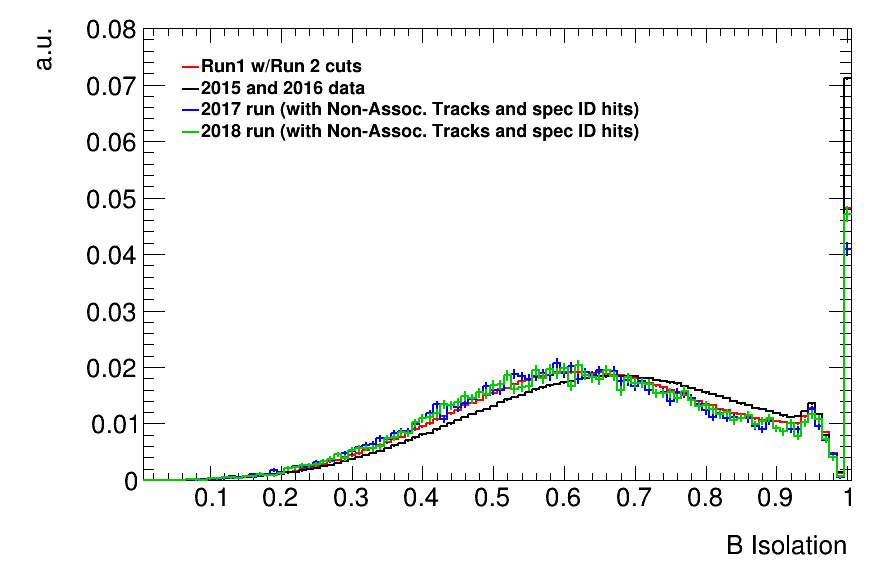 a.u.
0.08
0.07
0.06
0.05
0.04
0.03
0.02
0.01
0
Run1 w/Run 2 cuts
2015 and 2016 data
2017 run (with Non-Assoc. Tracks and spec ID hits)
2018 run (with Non-Assoc. Tracks and spec ID hits)
0.1 0.2 0.3 0.4 0.5 0.6 0.7 0.8 0.9 1
B Isolation